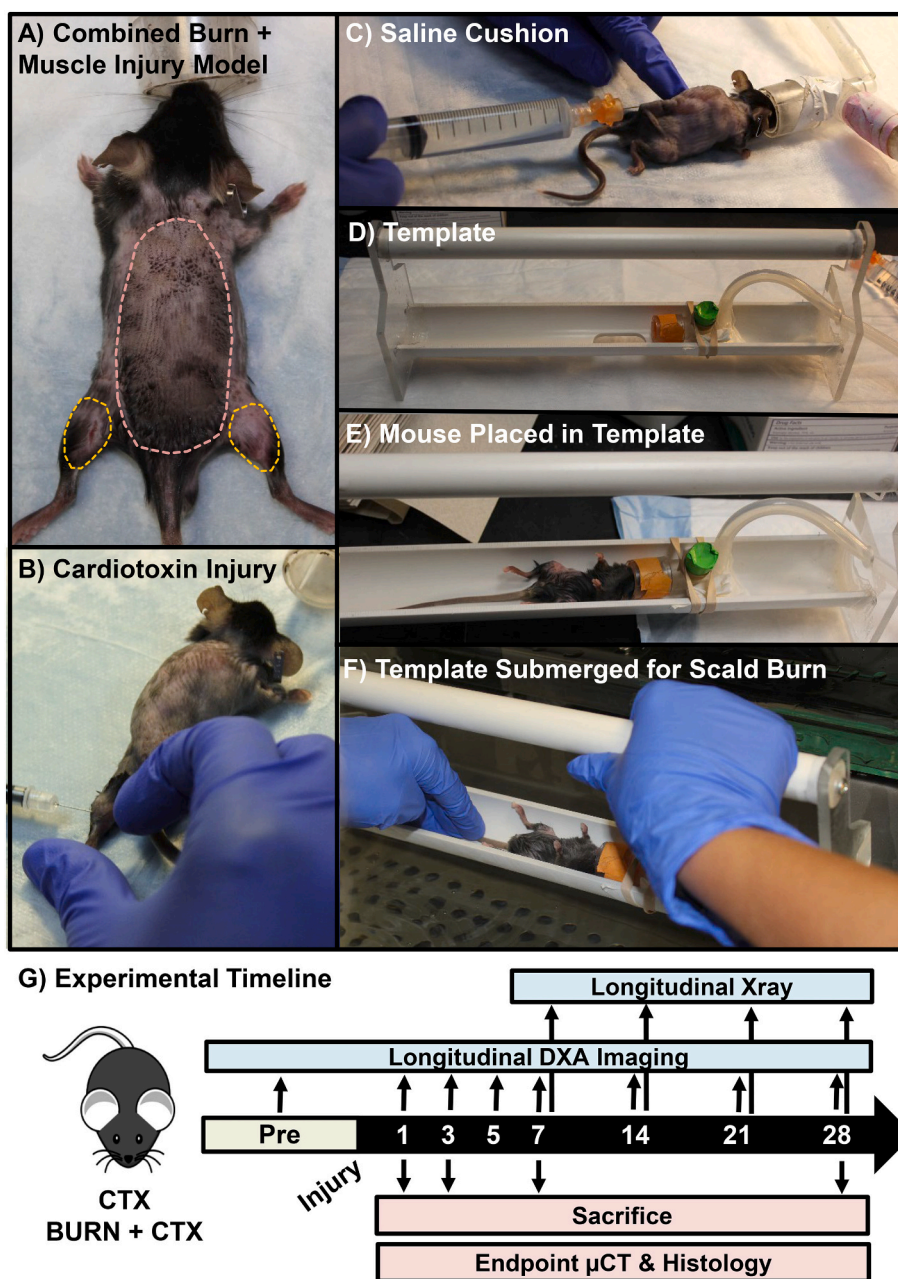 A) Combined Burn +
Muscle Injury Model
B) Cardiotoxin Injury
C) Saline Cushion
D) Template
E) Mouse Placed in Template
F) Template Submerged for Scald Burn
G) Experimental Timeline
Longitudinal Xray
Longitudinal DXA Imaging
Pre
1 3 5 7 14 21 28
Injury
CTX
BURN + CTX
Sacrifice
Endpoint µCT & Histology